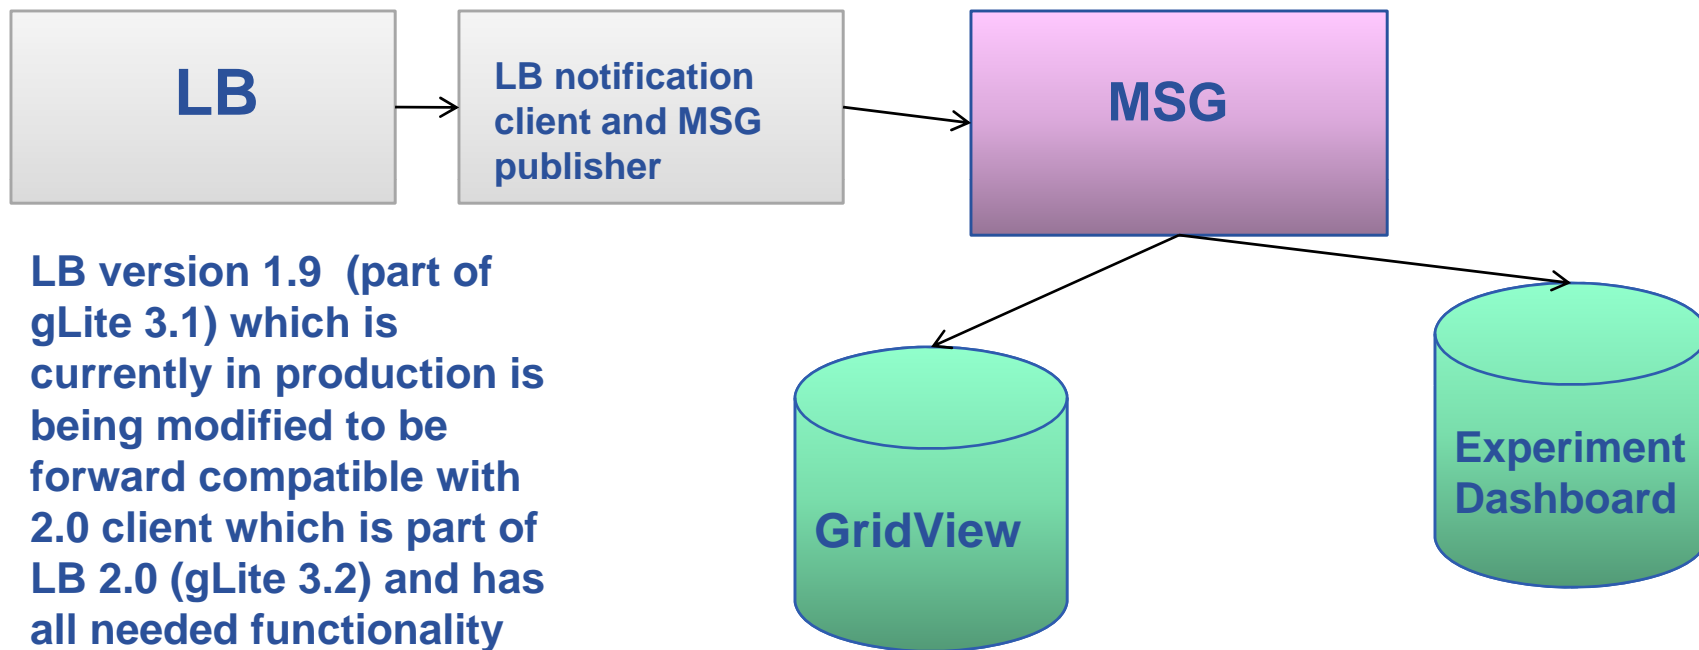 LB
LB notification
client and MSG
publisher
MSG
LB version 1.9  (part of
gLite 3.1) which is
currently in production is
being modified to be
forward compatible with
2.0 client which is part of
LB 2.0 (gLite 3.2) and has
all needed functionality
GridView
Experiment
Dashboard